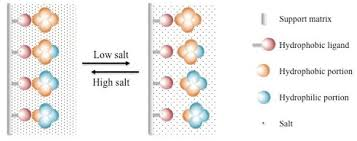 Low salt
High salt
Support matrix
Hydrophobic ligand
Hydrophobic portion
Hydrophilic portion
Salt